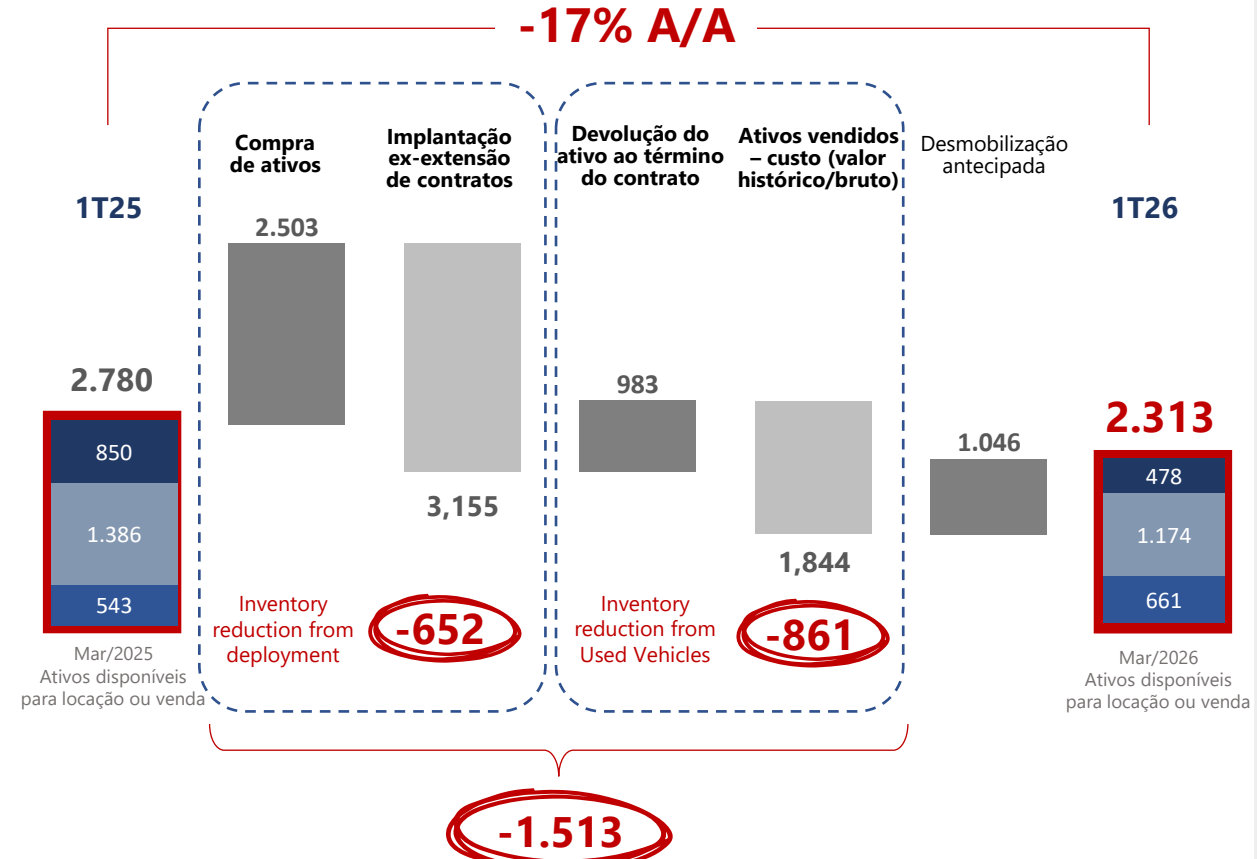 -17% A/A
1T25
2.780
850
1.386
543
Mar/2025
Ativos disponíveis
para locação ou venda
Compra
de ativos
2.503
Implantação
ex-extensão
de contratos
3,155
Inventory
reduction from
deployment
-652
Devolução do
ativo ao término
do contrato
983
Ativos vendidos
– custo (valor
histórico/bruto)
1,844
Inventory
reduction from
Used Vehicles
-861
Desmobilização
antecipada
1.046
1T26
2.313
478
1.174
661
Mar/2026
Ativos disponíveis
para locação ou venda
-1.513